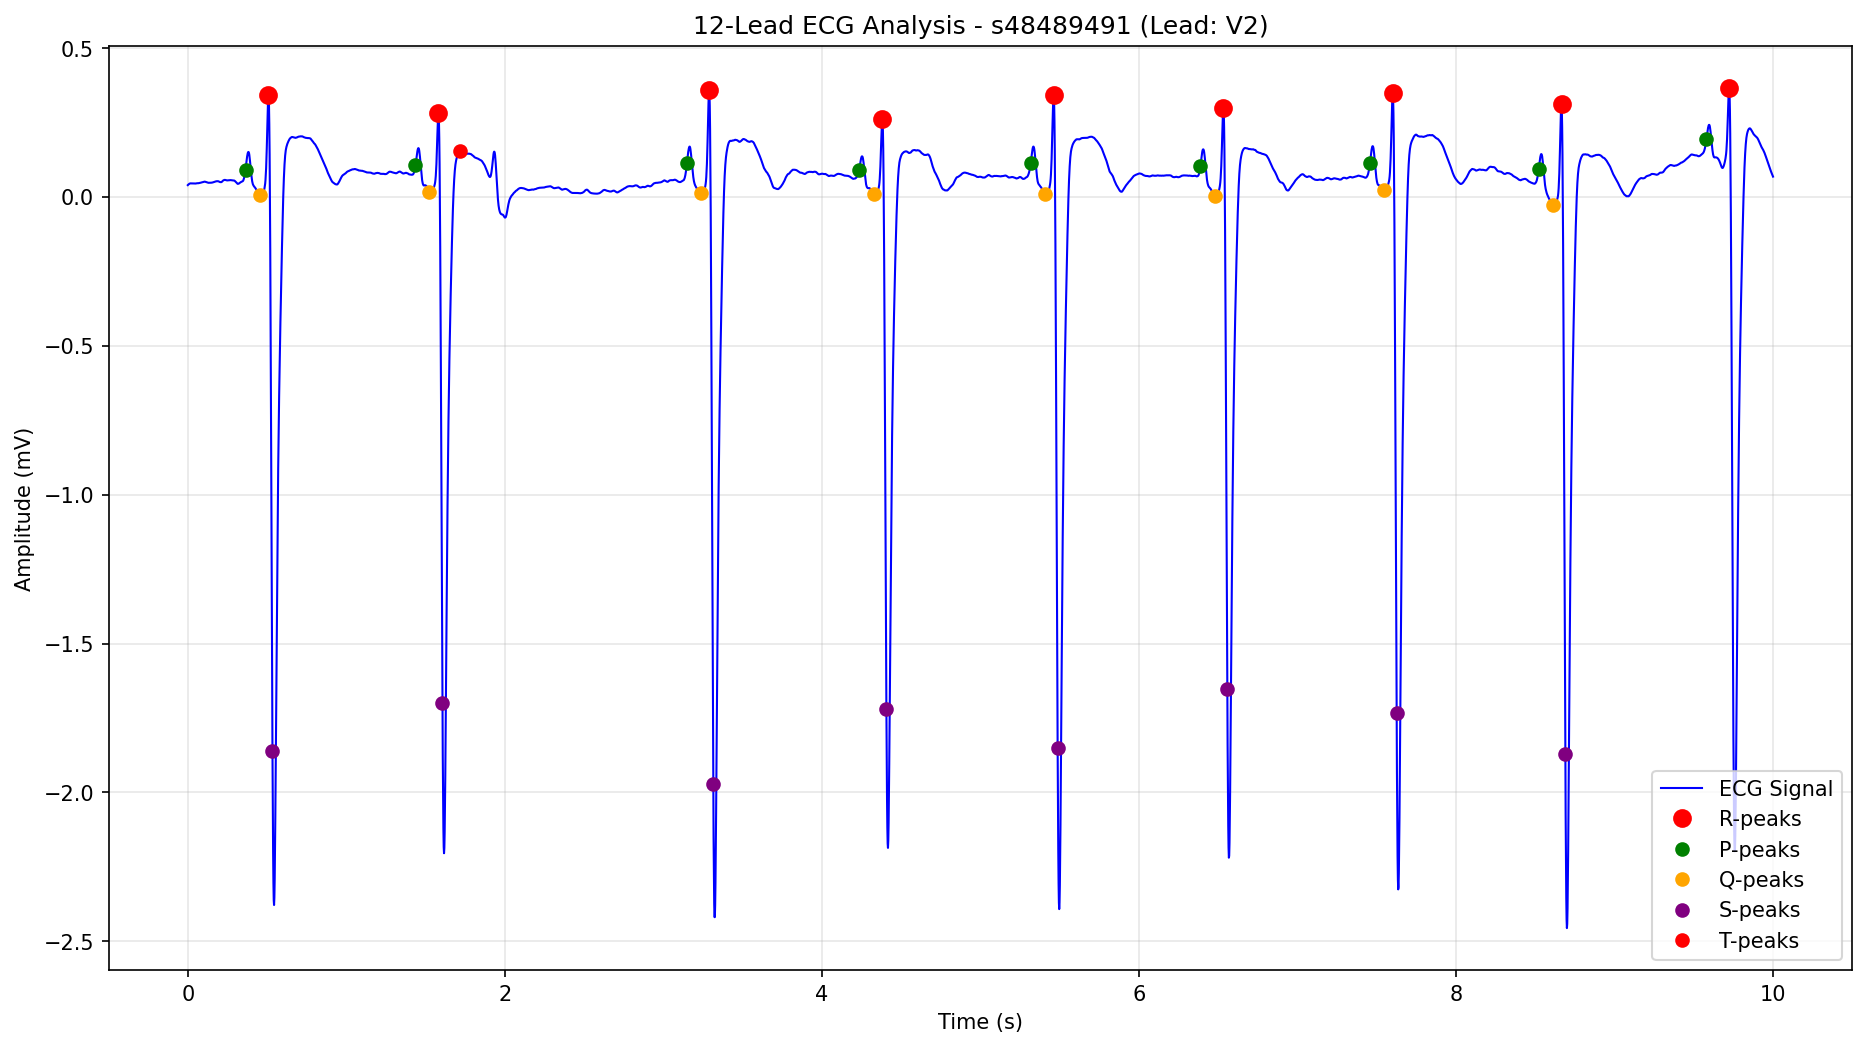 12-Lead ECG Analysis - s48489491 (Lead: V2)
0.5
0.0
−0.5
−1.0
−1.5
−2.0
−2.5
Amplitude (mV)
0 2 4 6 8 10
Time (s)
ECG Signal
R-peaks
P-peaks
Q-peaks
S-peaks
T-peaks